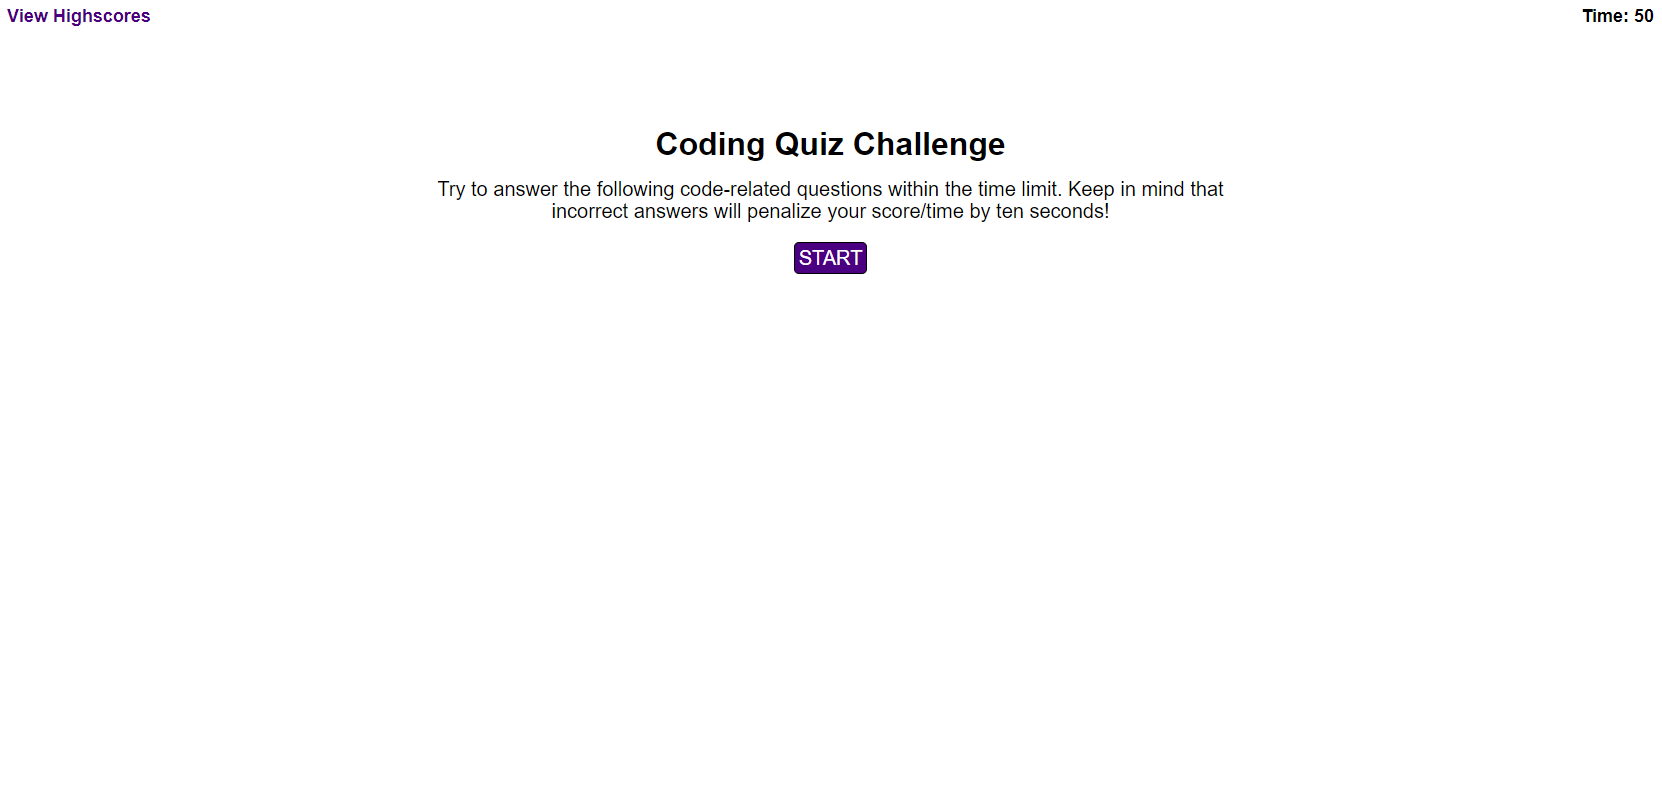 View Highscores
Time: 50
Coding Quiz Challenge
Try to answer the following code-related questions within the time limit. Keep in mind that
incorrect answers will penalize your score/time by ten seconds!
START